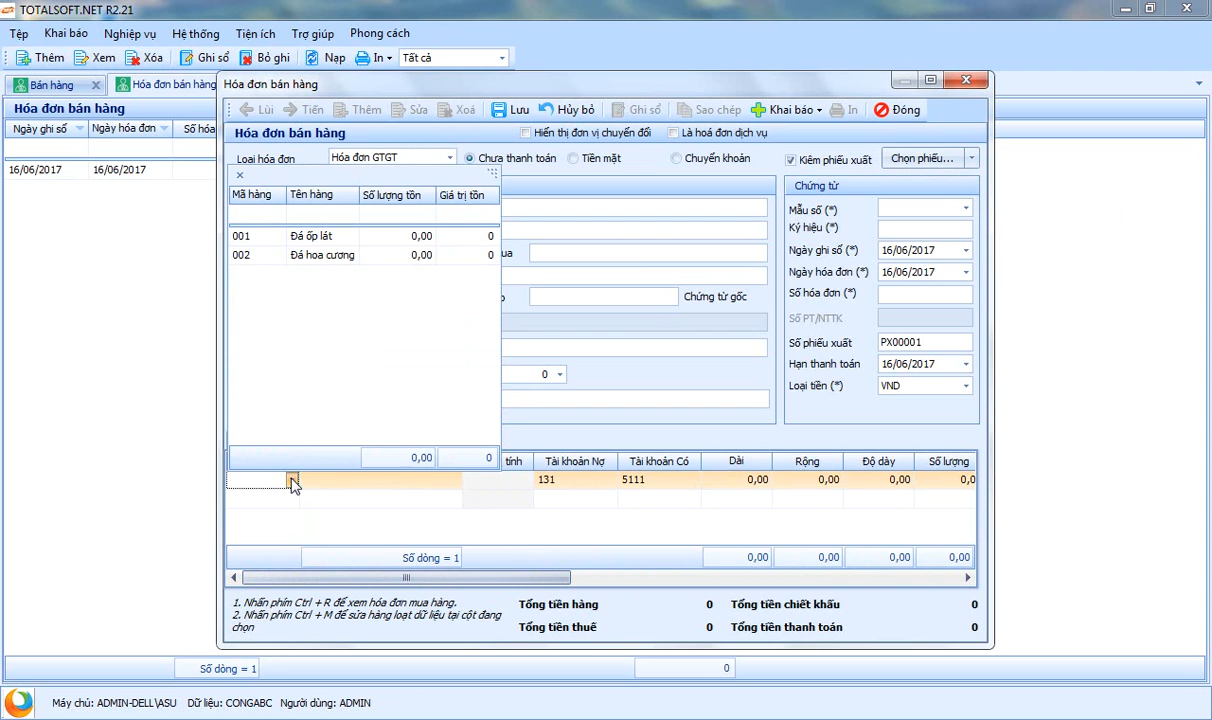 TOTALSOFT.NET R2.21
Tệp Khai báo Nghiệp vụ Hệ thống Tiện ích Trợ giúp Phong cách
Thêm Xem Xóa Ghi sổ Bỏ ghi Nạp In Tất cả
Bán hàng Hóa đơn bán hàng
Hóa đơn bán hàng
Ngày ghi sổ Ngày hóa đơn Số hóa
16/06/2017 16/06/2017
Hóa đơn bán hàng
Lùi Tiến Thêm Sửa Xoá Lưu Hủy bỏ Ghi sổ Sao chép Khai báo In Đóng
Hóa đơn bán hàng Hiển thị đơn vị chuyển đổi Là hoá đơn dịch vụ
Loại hóa đơn Hóa đơn GTGT Chưa thanh toán Tiền mặt Chuyển khoản Kiêm phiếu xuất Chọn phiếu...
Mã hàng Tên hàng Số lượng tồn Giá trị tồn
001 Đá ốp lát 0,00 0
002 Đá hoa cương 0,00 0
0,00 0
ua
Chứng từ gốc
0
Chứng từ
Mẫu số (*)
Ký hiệu (*)
Ngày ghi sổ (*) 16/06/2017
Ngày hóa đơn (*) 16/06/2017
Số hóa đơn (*)
Số PT/NTTK
Số phiếu xuất PX00001
Hạn thanh toán 16/06/2017
Loại tiền (*) VND
tính Tài khoản Nợ Tài khoản Có Dài Rộng Độ dày Số lượng
131 5111 0,00 0,00 0,00 0,0
Số dòng = 1 0,00 0,00 0,00 0,00
1. Nhấn phím Ctrl + R để xem hóa đơn mua hàng.
2. Nhấn phím Ctrl + M để sửa hàng loạt dữ liệu tại cột đang
chọn
Tổng tiền hàng 0 Tổng tiền chiết khấu 0
Tổng tiền thuế 0 Tổng tiền thanh toán 0
Số dòng = 1 0
Máy chủ: ADMIN-DELL\ASU Dữ liệu: CONGABC Người dùng: ADMIN